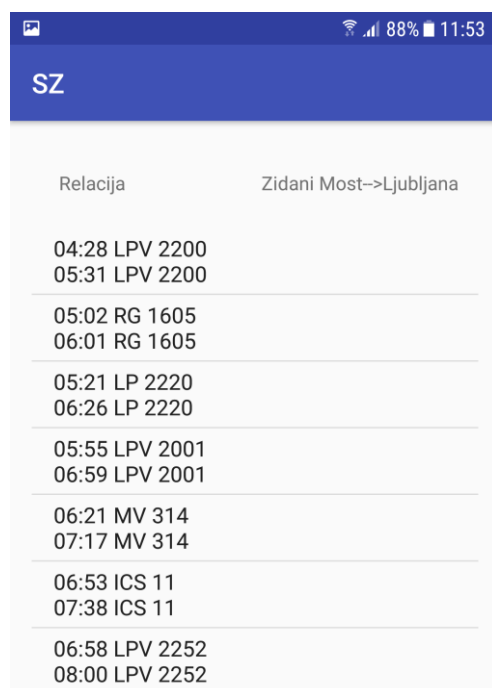 88% 11:53
SZ
Relacija Zidani Most-->Ljubljana
04:28 LPV 2200
05:31 LPV 2200
05:02 RG 1605
06:01 RG 1605
05:21 LP 2220
06:26 LP 2220
05:55 LPV 2001
06:59 LPV 2001
06:21 MV 314
07:17 MV 314
06:53 ICS 11
07:38 ICS 11
06:58 LPV 2252
08:00 LPV 2252